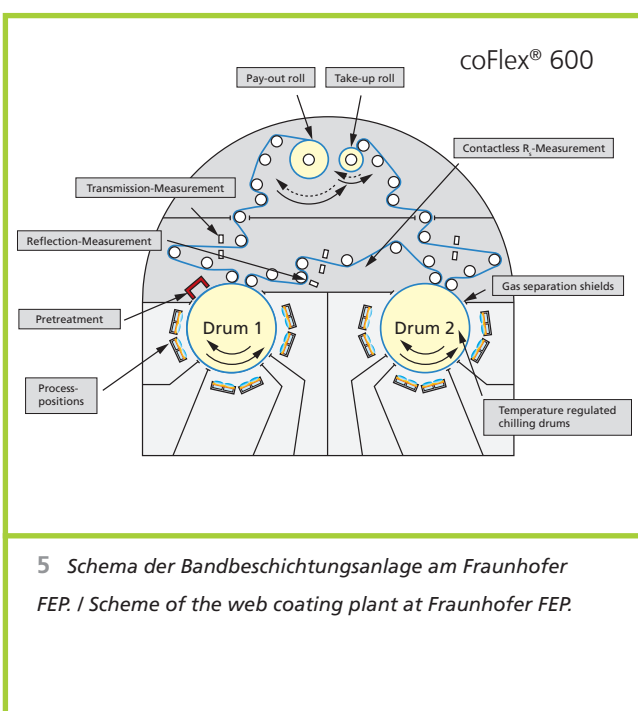 coFlex® 600
Pay-out roll
Take-up roll
Contactless Rs-Measurement
Transmission-Measurement
Reflection-Measurement
Gas separation shields
Pretreatment
Drum 1
Drum 2
Process-
positions
Temperature regulated
chilling drums
5 Schema der Bandbeschichtungsanlage am Fraunhofer
FEP. / Scheme of the web coating plant at Fraunhofer FEP.